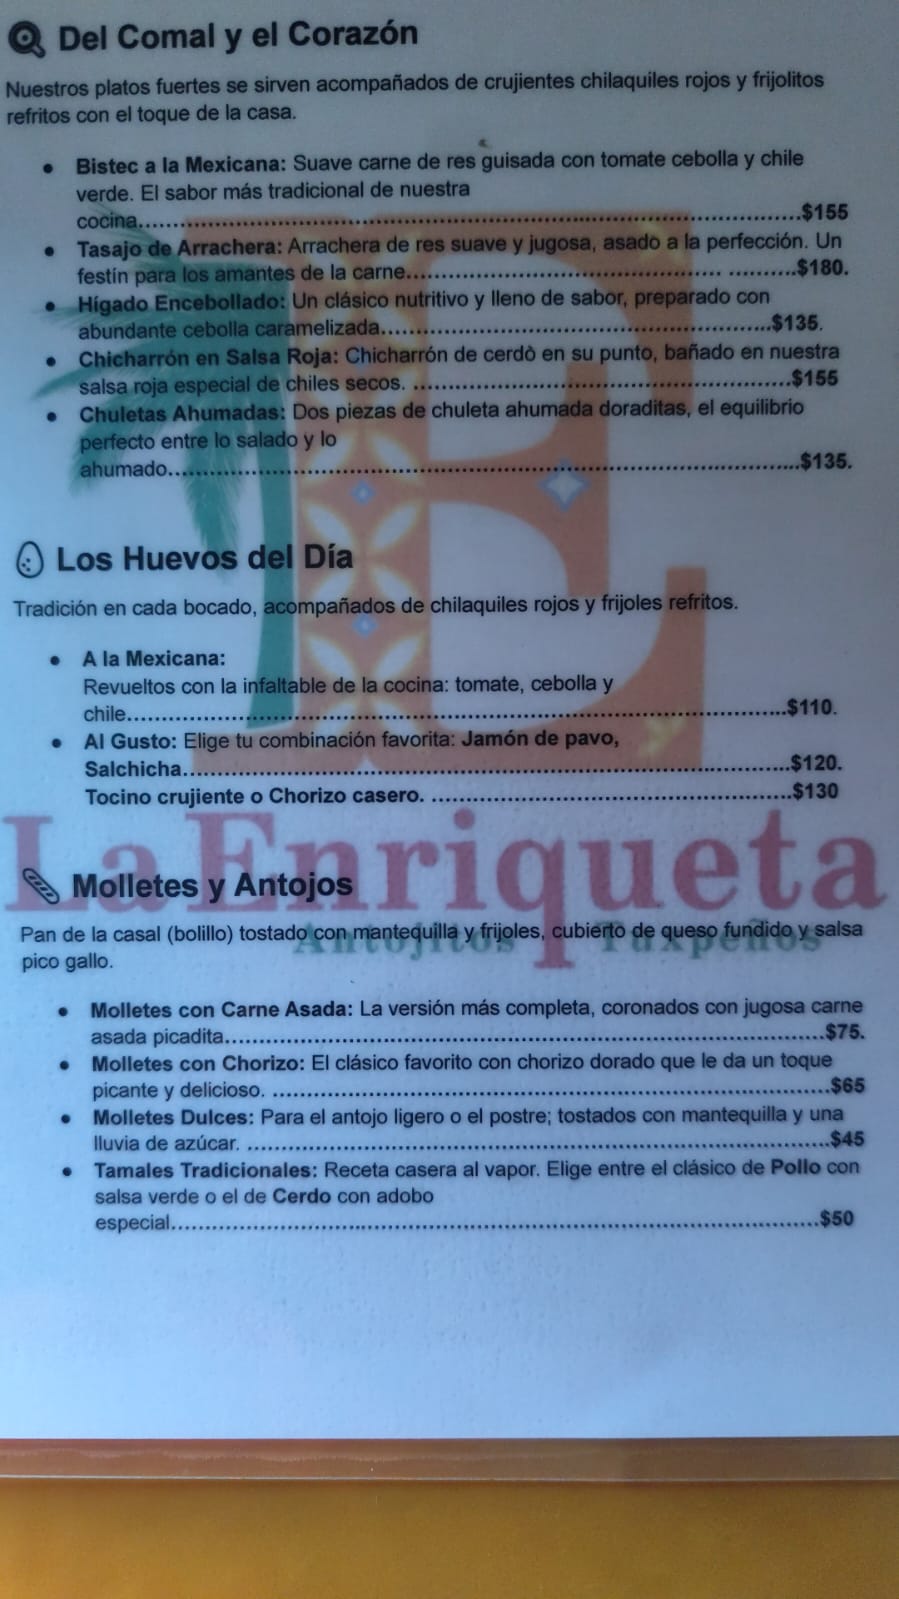 Del Comal y el Corazón
Nuestros platos fuertes se sirven acompañados de crujientes chilaquiles rojos y frijolitos
refritos con el toque de la casa.
● Bistec a la Mexicana: Suave carne de res guisada con tomate cebolla y chile
verde. El sabor más tradicional de nuestra
cocina..........$155
● Tasajo de Arrachera: Arrachera de res suave y jugosa, asado a la perfección. Un
festín para los amantes de la carne.......... ..........$180.
● Hígado Encebollado: Un clásico nutritivo y lleno de sabor, preparado con
abundante cebolla caramelizada..........$135.
● Chicharrón en Salsa Roja: Chicharrón de cerdò en su punto, bañado en nuestra
salsa roja especial de chiles secos. ..........$155
● Chuletas Ahumadas: Dos piezas de chuleta ahumada doraditas, el equilibrio
perfecto entre lo salado y lo
ahumado..........$135.
Los Huevos del Día
Tradición en cada bocado, acompañados de chilaquiles rojos y frijoles refritos.
● A la Mexicana:
Revueltos con la infaltable de la cocina: tomate, cebolla y
chile..........$110.
● Al Gusto: Elige tu combinación favorita: Jamón de pavo,
Salchicha..........$120.
Tocino crujiente o Chorizo casero. ..........$130
La Enriqueta
Antojitos Tuxpeños
Molletes y Antojos
Pan de la casal (bolillo) tostado con mantequilla y frijoles, cubierto de queso fundido y salsa
pico gallo.
● Molletes con Carne Asada: La versión más completa, coronados con jugosa carne
asada picadita..........$75.
● Molletes con Chorizo: El clásico favorito con chorizo dorado que le da un toque
picante y delicioso. ..........$65
● Molletes Dulces: Para el antojo ligero o el postre; tostados con mantequilla y una
lluvia de azúcar. ..........$45
● Tamales Tradicionales: Receta casera al vapor. Elige entre el clásico de Pollo con
salsa verde o el de Cerdo con adobo
especial..........$50